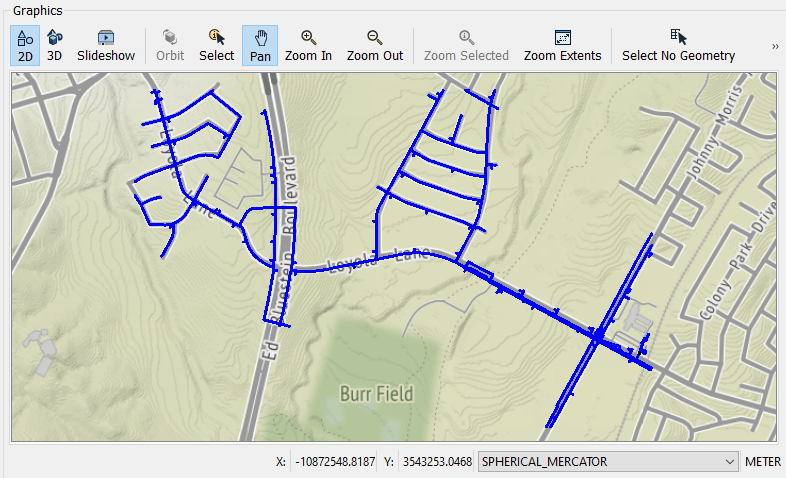 Graphics
2D 3D Slideshow Orbit Select Pan Zoom In Zoom Out Zoom Selected Zoom Extents Select No Geometry »
Johnny Morris
Loyola Lane
Ed Bluestein Boulevard
Loyola Lane
Colony Park Drive
Burr Field
X: -10872548.8187 Y: 3543253.0468 SPHERICAL_MERCATOR METER